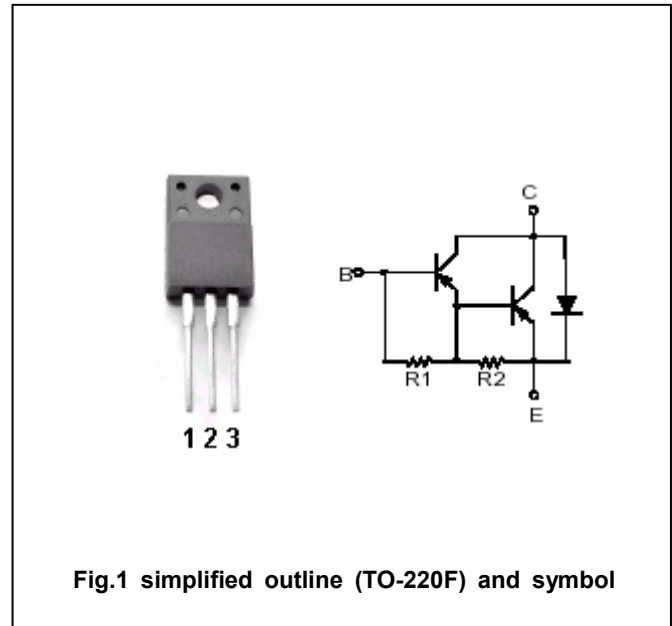 C
B
R1 R2
E
1 2 3
Fig.1 simplified outline (TO-220F) and symbol